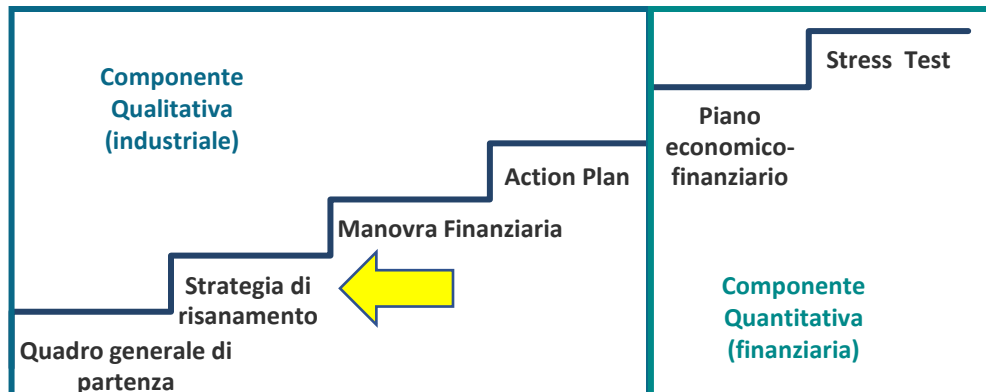 Componente
Qualitativa
(industriale)
Quadro generale di
partenza
Strategia di
risanamento
Manovra Finanziaria
Action Plan
Piano
economico-
finanziario
Stress Test
Componente
Quantitativa
(finanziaria)